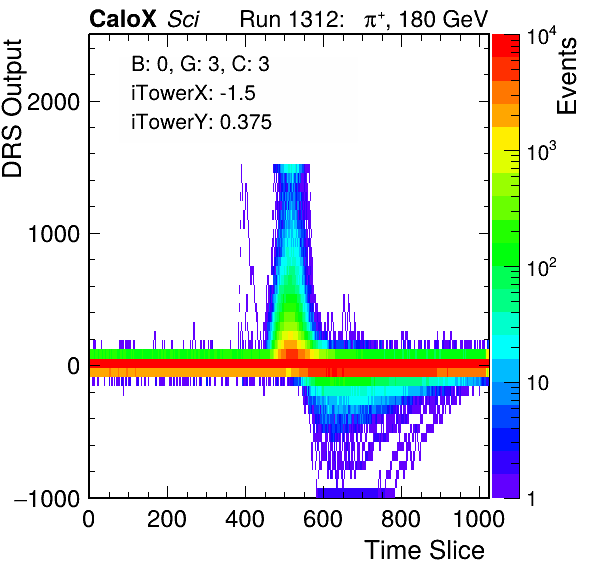 CaloX Sci Run 1312: π⁺, 180 GeV
B: 0, G: 3, C: 3
iTowerX: -1.5
iTowerY: 0.375
DRS Output
2000
1000
0
−1000
0 200 400 600 800 1000
Time Slice
Events
10⁴
10³
10²
10
1